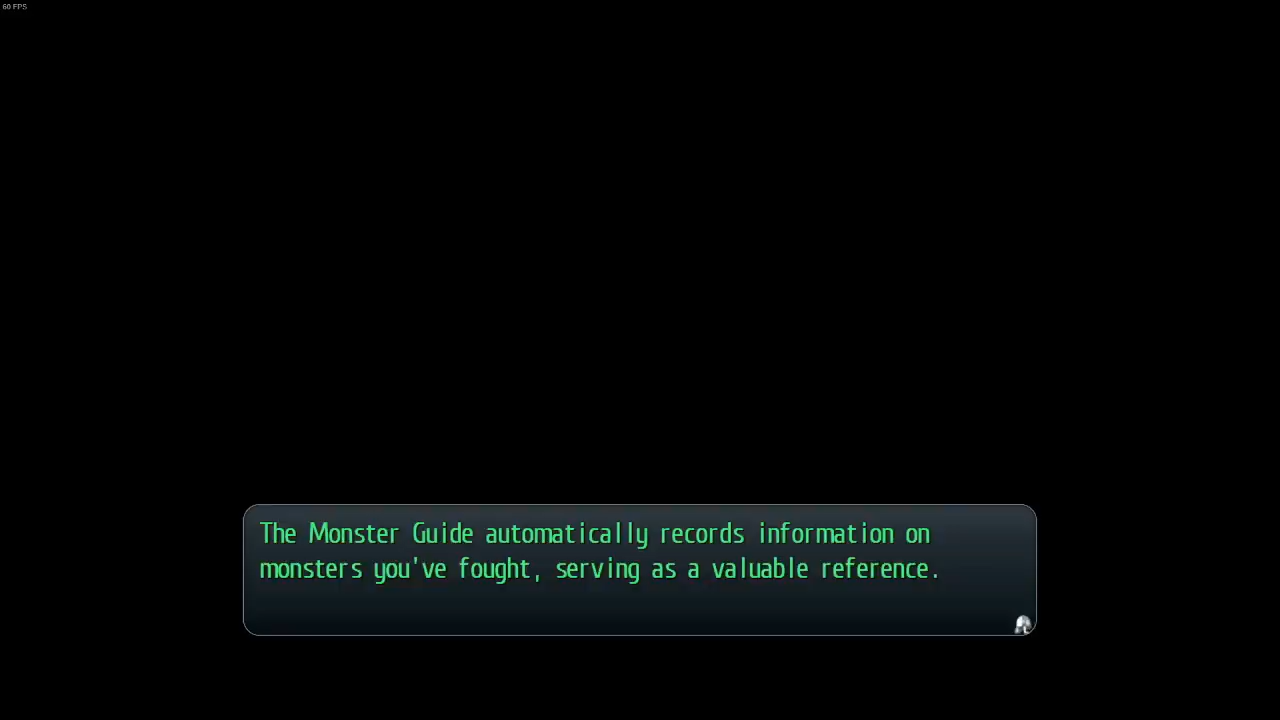 60 FPS
The Monster Guide automatically records information on
monsters you've fought, serving as a valuable reference.